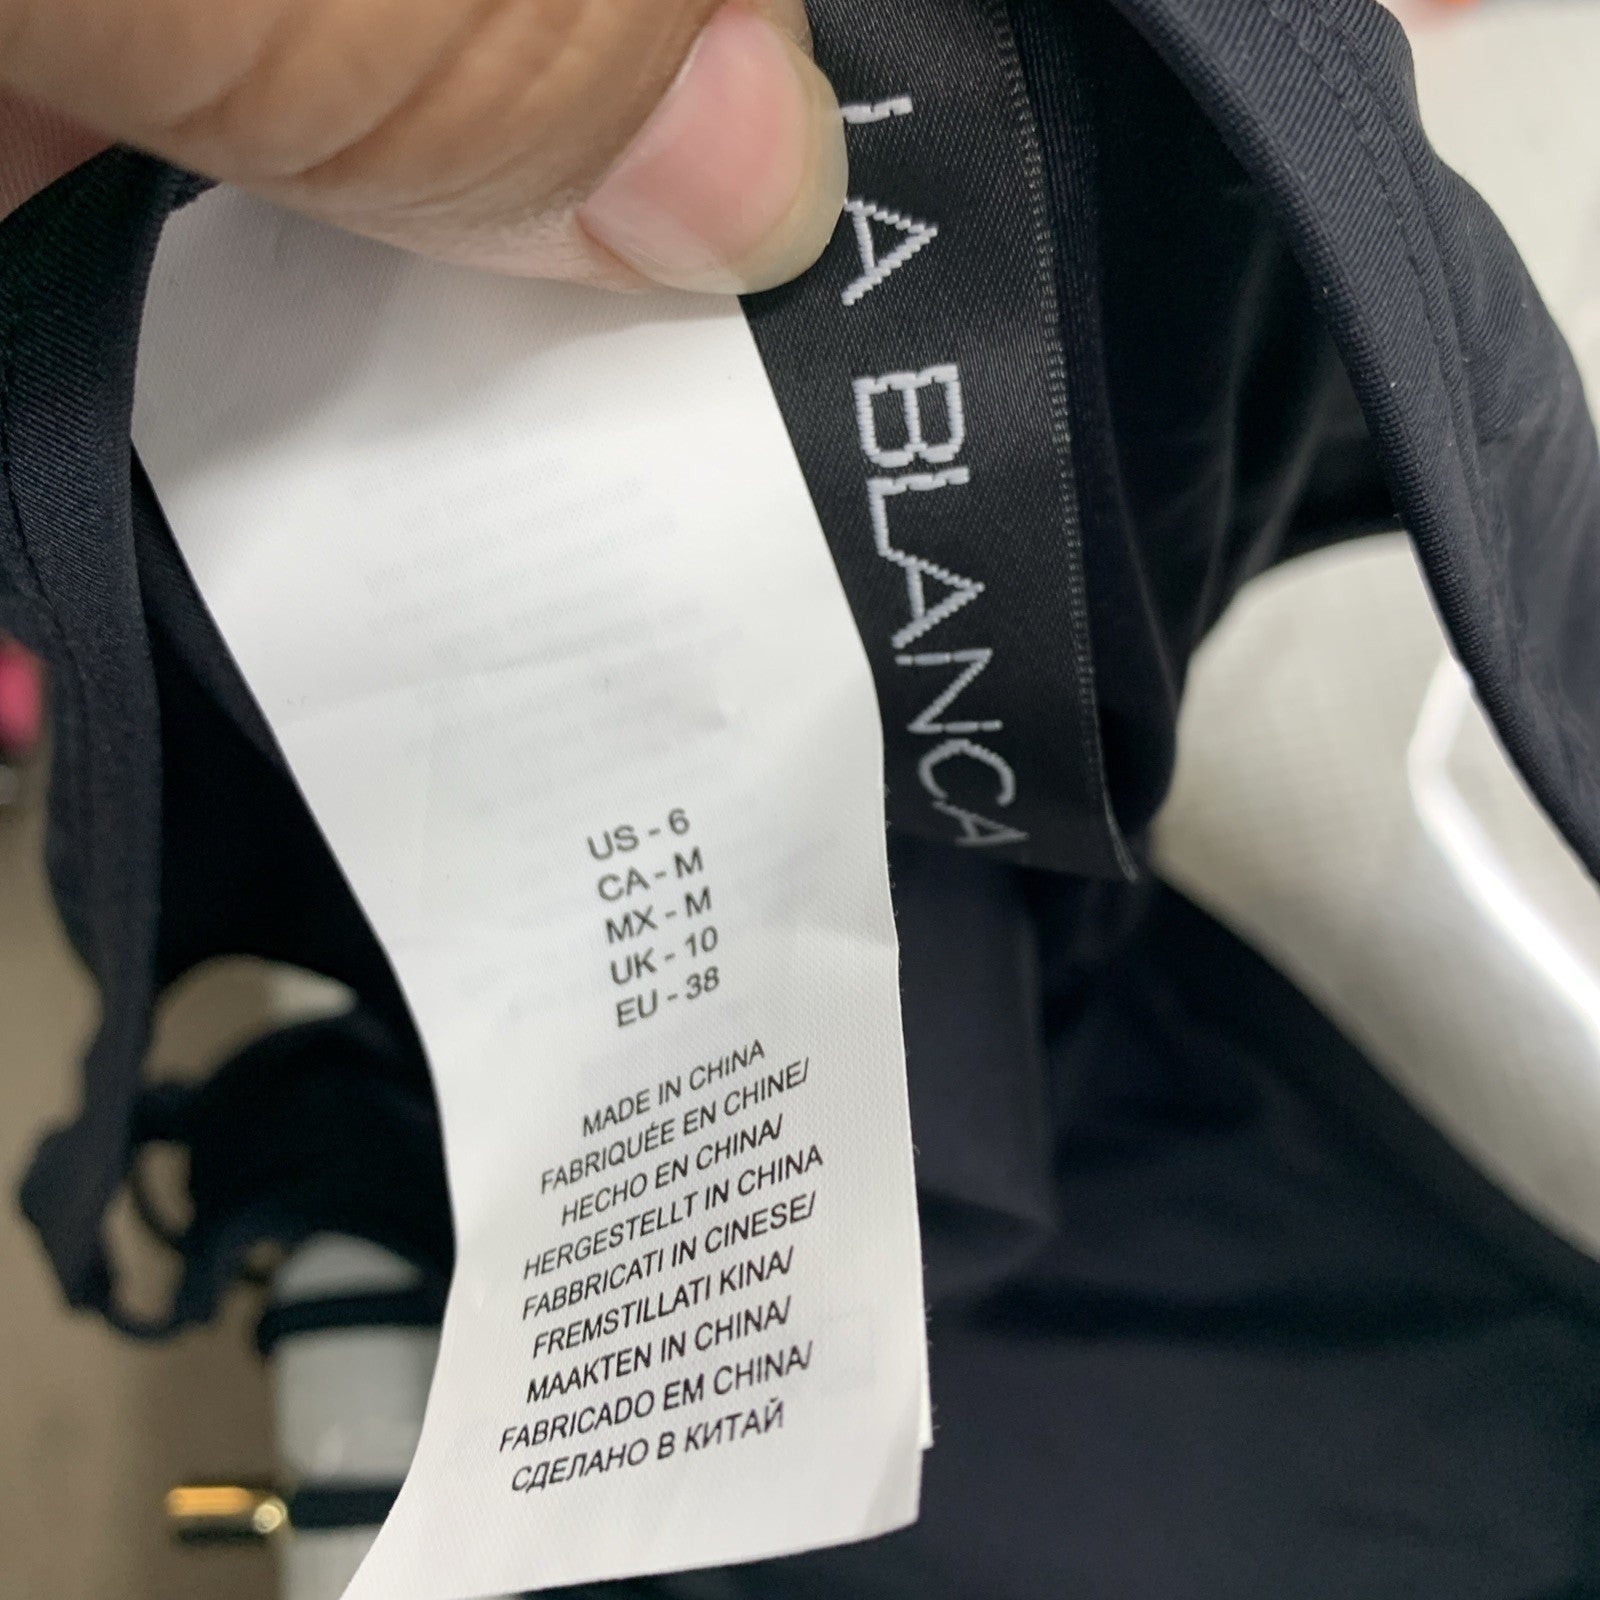 LA BLANCA
US - 6
CA - M
MX - M
UK - 10
EU - 38
MADE IN CHINA
FABRIQUÉE EN CHINE/
HECHO EN CHINA/
HERGESTELLT IN CHINA
FABBRICATI IN CINESE/
FREMSTILLATI KINA/
MAAKTEN IN CHINA/
FABRICADO EM CHINA/
СДЕЛАНО В КИТАЙ